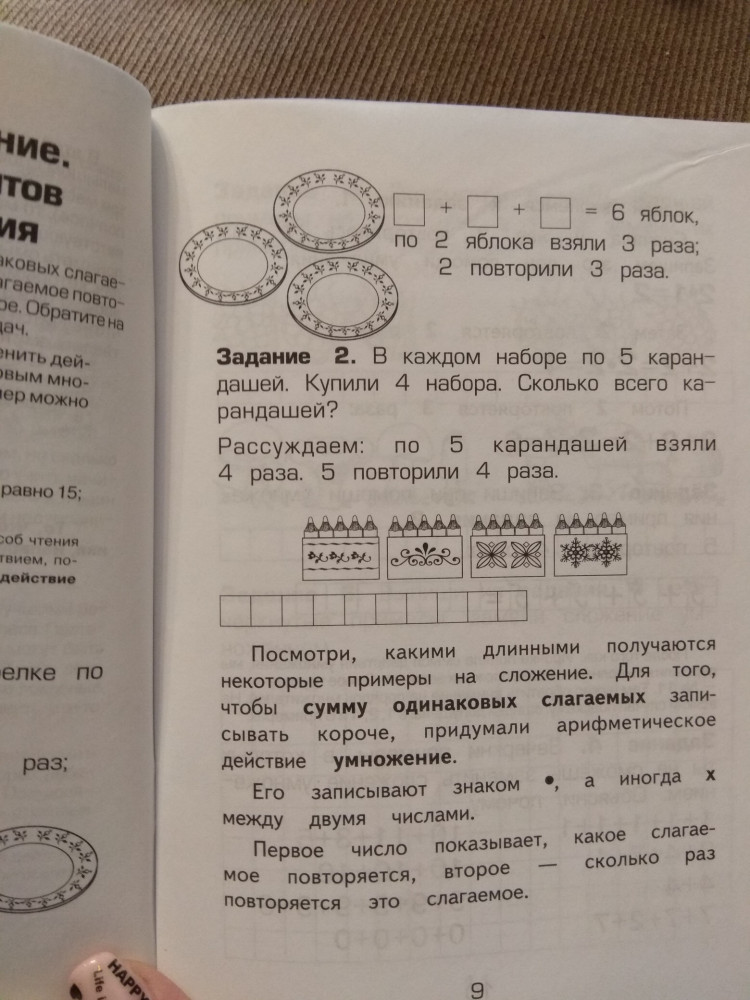 ние.
тов
ия
аковых слагае-
агаемое повто-
ре. Обратите на
дач.
енить дей-
овым мно-
мер можно
равно 15;
соб чтения
ствием, по-
действие
релке по
раз;
+ + = 6 яблок,
по 2 яблока взяли 3 раза;
2 повторили 3 раза.
Задание 2. В каждом наборе по 5 каран-
дашей. Купили 4 набора. Сколько всего ка-
рандашей?
Рассуждаем: по 5 карандашей взяли
4 раза. 5 повторили 4 раза.
Посмотри, какими длинными получаются
некоторые примеры на сложение. Для того,
чтобы сумму одинаковых слагаемых запи-
сывать короче, придумали арифметическое
действие умножение.
Его записывают знаком •, а иногда х
между двумя числами.
Первое число показывает, какое слагае-
мое повторяется, второе — сколько раз
повторяется это слагаемое.
9
HAPPY
Life i